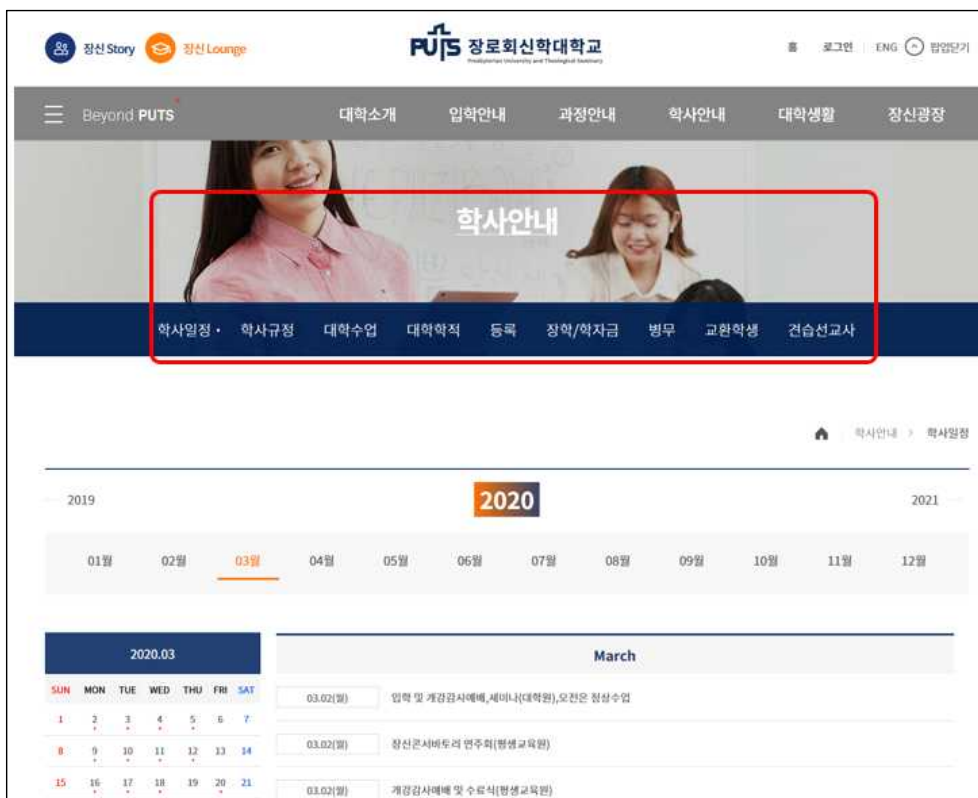 장신 Story 장신 Lounge PUTS 장로회신학대학교 홈 로그인 ENG 팝업닫기
Presbyterian University and Theological Seminary
Beyond PUTS 대학소개 입학안내 과정안내 학사안내 대학생활 장신광장
학사안내
학사일정 • 학사규정 대학수업 대학학적 등록 장학/학자금 병무 교환학생 견습선교사
학사안내 > 학사일정
2019 2020 2021
01월 02월 03월 04월 05월 06월 07월 08월 09월 10월 11월 12월
2020.03 March
SUN MON TUE WED THU FRI SAT
03.02(월) 입학 및 개강감사예배,세미나(대학원),오전은 정상수업
1 2 3 4 5 6 7
03.02(월) 장신콘서바토리 연주회(평생교육원)
8 9 10 11 12 13 14
03.02(월) 개강감사예배 및 수료식(평생교육원)
15 16 17 18 19 20 21